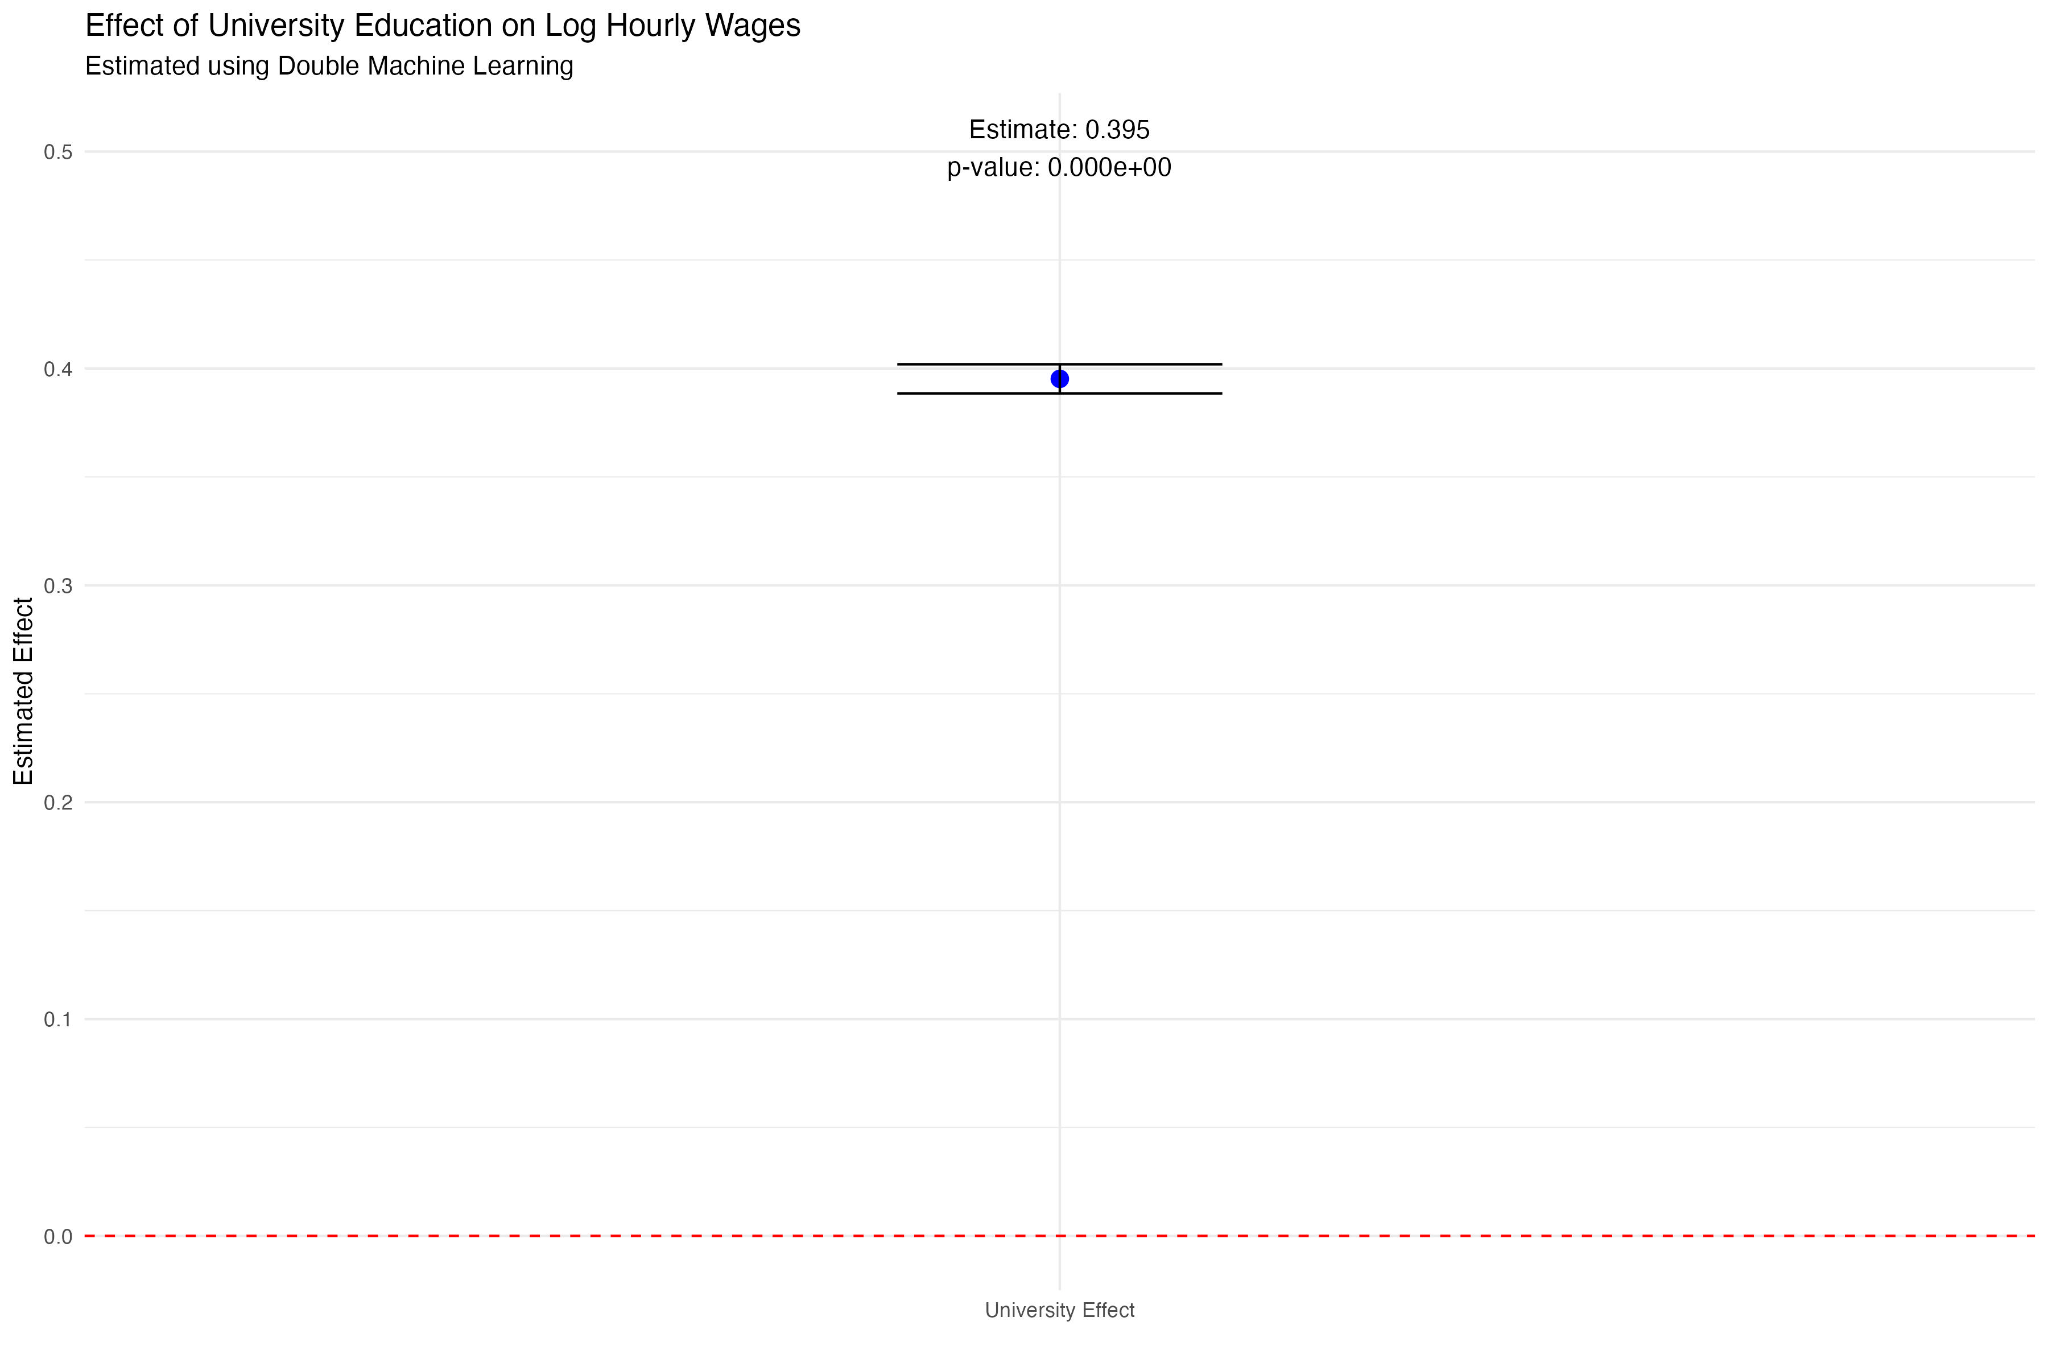 Effect of University Education on Log Hourly Wages
Estimated using Double Machine Learning
Estimate: 0.395
p-value: 0.000e+00
0.5
0.4
0.3
0.2
0.1
0.0
Estimated Effect
University Effect